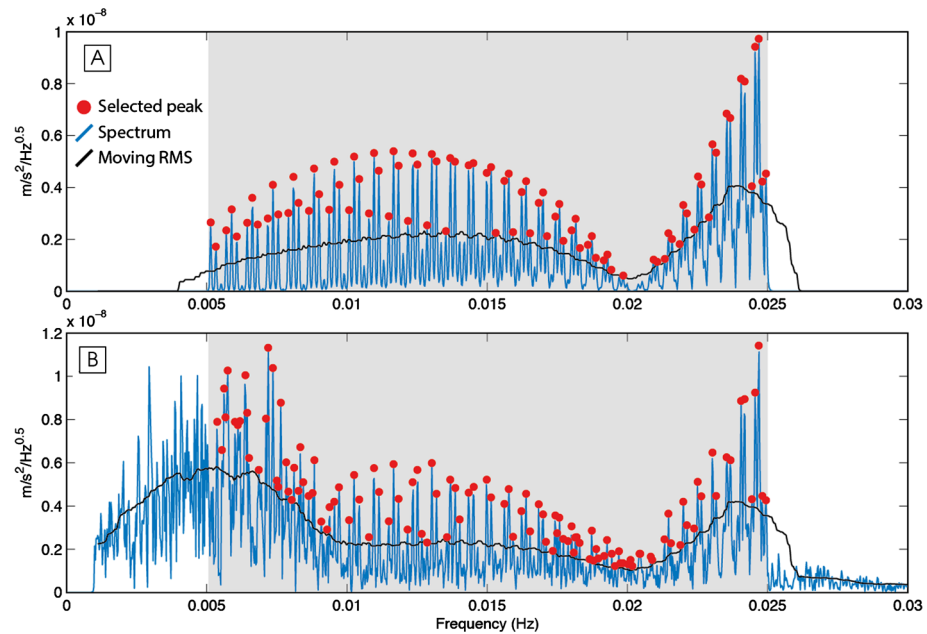 1 x 10⁻⁸
A
Selected peak
Spectrum
Moving RMS
m/s²/Hz⁰·⁵
1
0.8
0.6
0.4
0.2
0
0 0.005 0.01 0.015 0.02 0.025 0.03
1.2 x 10⁻⁸
B
m/s²/Hz⁰·⁵
1
0.8
0.6
0.4
0.2
0
0 0.005 0.01 0.015 0.02 0.025 0.03
Frequency (Hz)